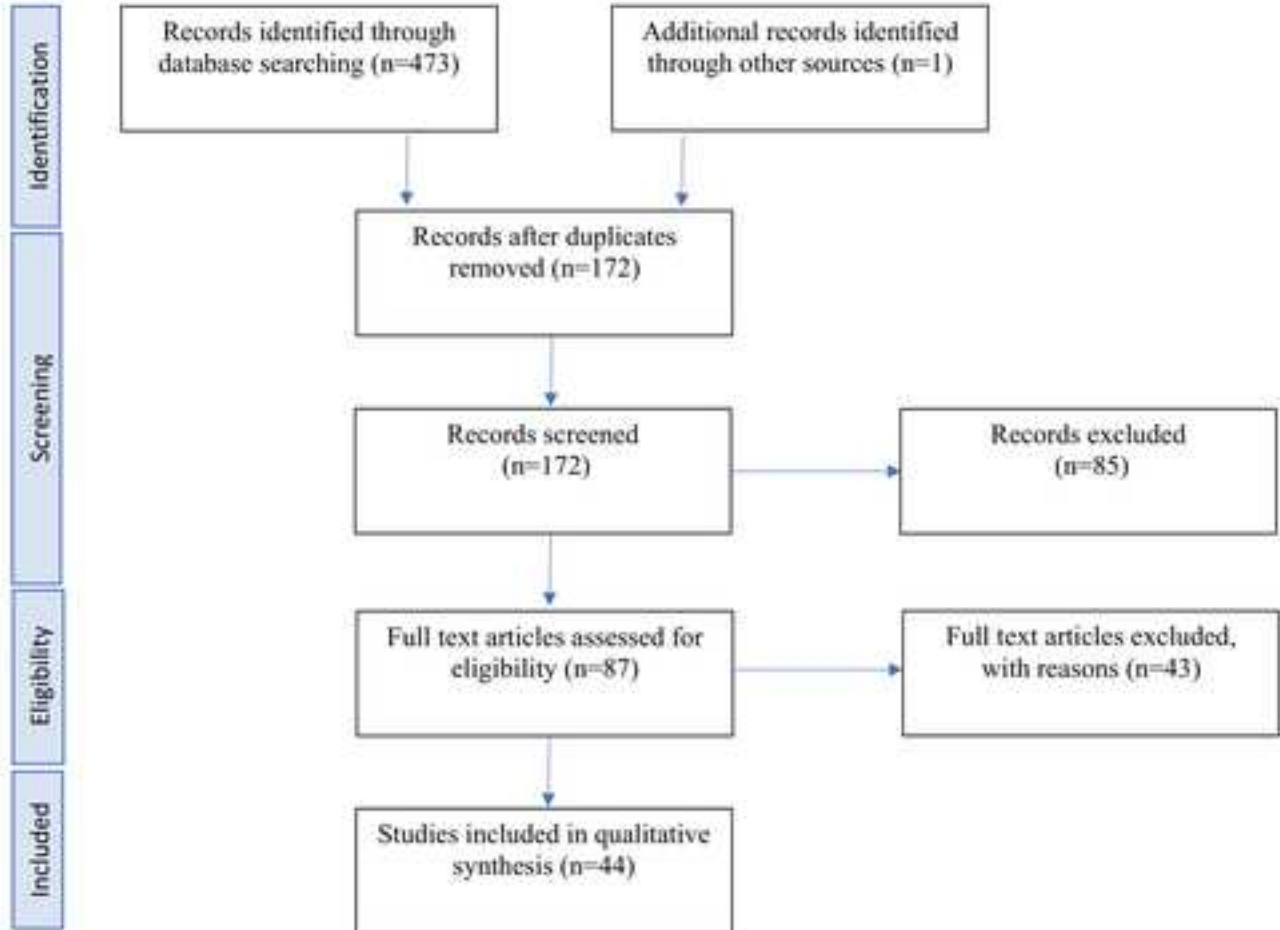 Identification
Records identified through
database searching (n=473)
Additional records identified
through other sources (n=1)
Screening
Records after duplicates
removed (n=172)
Records screened
(n=172)
Records excluded
(n=85)
Eligibility
Full text articles assessed for
eligibility (n=87)
Full text articles excluded,
with reasons (n=43)
Included
Studies included in qualitative
synthesis (n=44)